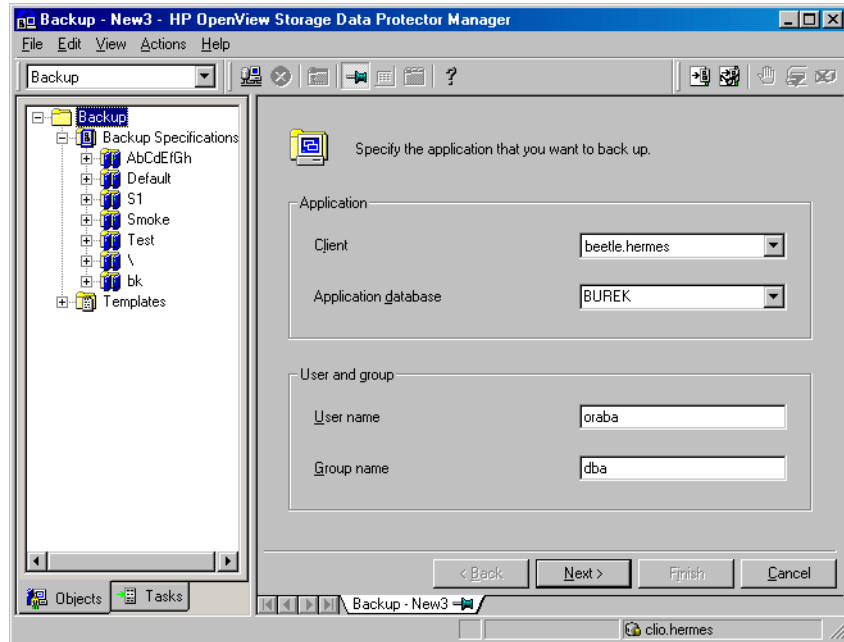 Backup - New3 - HP OpenView Storage Data Protector Manager
File Edit View Actions Help
Backup
?
Backup
Backup Specifications
AbCdEfGh
Default
S1
Smoke
Test
\
bk
Templates
Specify the application that you want to back up.
Application
Client
beetle.hermes
Application database
BUREK
User and group
User name
oraba
Group name
dba
< Back Next > Finish Cancel
Objects Tasks
Backup - New3
clio.hermes